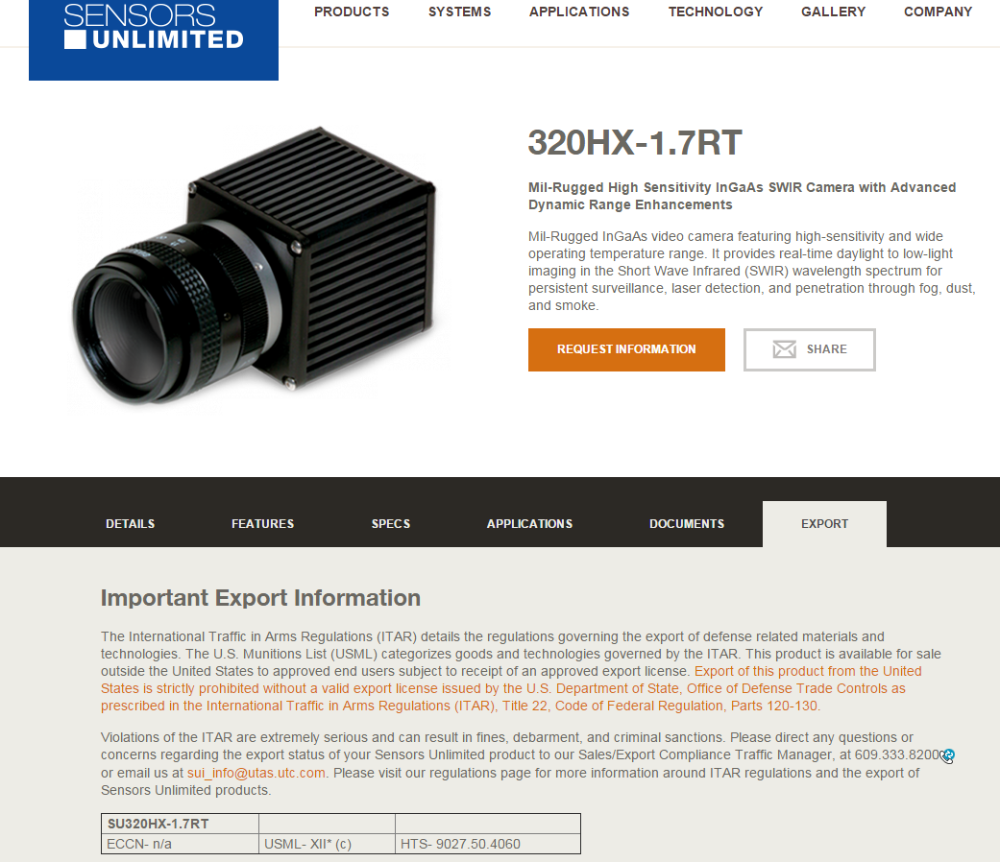 SENSORS
UNLIMITED
PRODUCTS SYSTEMS APPLICATIONS TECHNOLOGY GALLERY COMPANY
320HX-1.7RT
Mil-Rugged High Sensitivity InGaAs SWIR Camera with Advanced
Dynamic Range Enhancements
Mil-Rugged InGaAs video camera featuring high-sensitivity and wide
operating temperature range. It provides real-time daylight to low-light
imaging in the Short Wave Infrared (SWIR) wavelength spectrum for
persistent surveillance, laser detection, and penetration through fog, dust,
and smoke.
REQUEST INFORMATION SHARE
DETAILS FEATURES SPECS APPLICATIONS DOCUMENTS EXPORT
Important Export Information
The International Traffic in Arms Regulations (ITAR) details the regulations governing the export of defense related materials and
technologies. The U.S. Munitions List (USML) categorizes goods and technologies governed by the ITAR. This product is available for sale
outside the United States to approved end users subject to receipt of an approved export license. Export of this product from the United
States is strictly prohibited without a valid export license issued by the U.S. Department of State, Office of Defense Trade Controls as
prescribed in the International Traffic in Arms Regulations (ITAR), Title 22, Code of Federal Regulation, Parts 120-130.
Violations of the ITAR are extremely serious and can result in fines, debarment, and criminal sanctions. Please direct any questions or
concerns regarding the export status of your Sensors Unlimited product to our Sales/Export Compliance Traffic Manager, at 609.333.8200
or email us at sui_info@utas.utc.com. Please visit our regulations page for more information around ITAR regulations and the export of
Sensors Unlimited products.
SU320HX-1.7RT
ECCN- n/a USML- XII* (c) HTS- 9027.50.4060